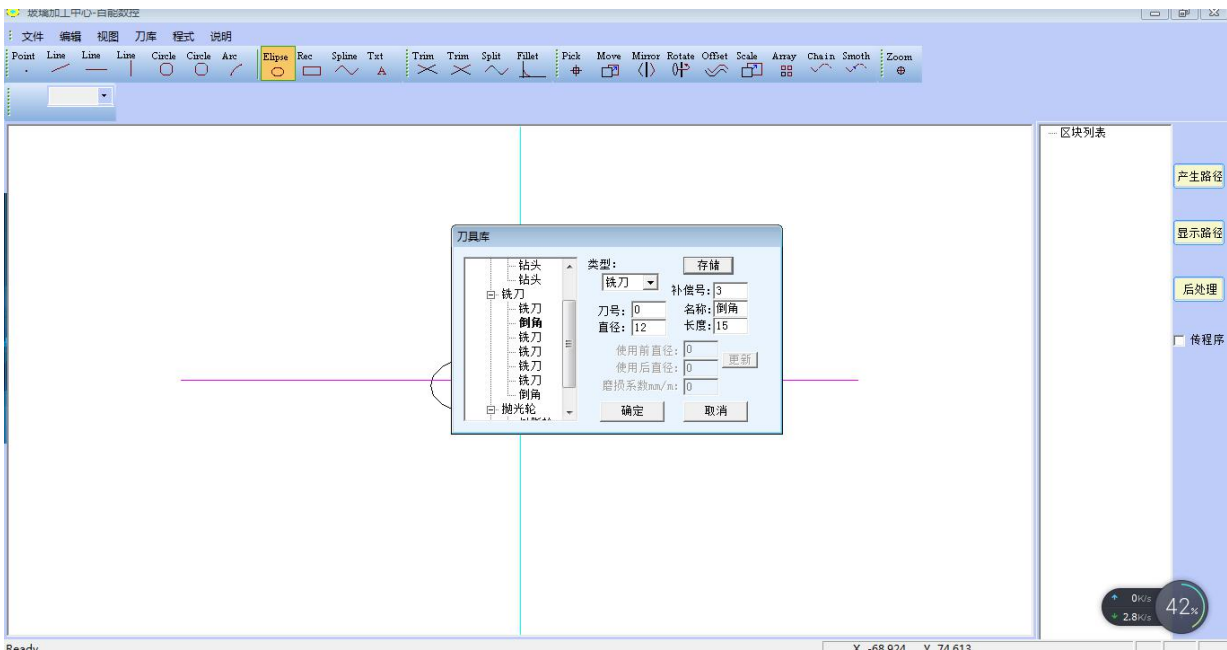 玻璃加工中心-百能数控
文件 编辑 视图 刀库 程式 说明
Point Line Line Line Circle Circle Arc Elipse Rec Spline Txt Trim Trim Split Fillet Pick Move Mirror Rotate Offset Scale Array Chain Smoth Zoom
区块列表
产生路径
显示路径
后处理
传程序
刀具库
钻头
钻头
铣刀
铣刀
倒角
铣刀
铣刀
铣刀
铣刀
倒角
抛光轮
类型: 存储
铣刀
补偿号: 3
刀号: 0 名称: 倒角
直径: 12 长度: 15
使用前直径: 0
使用后直径: 0 更新
磨损系数mm/m: 0
确定 取消
0K/s
2.8K/s
42%
Ready X -68.924 Y 74.613